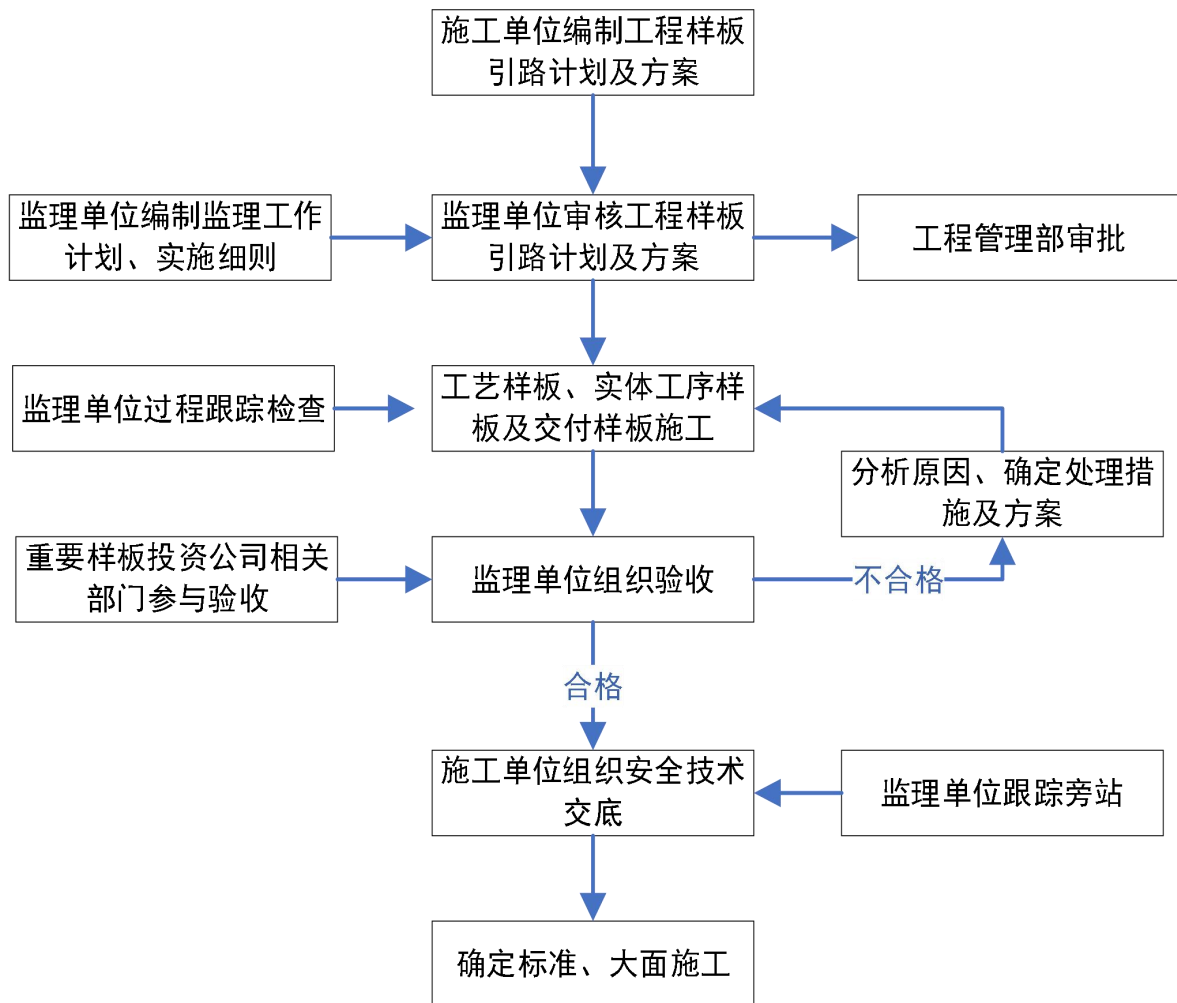 施工单位编制工程样板
引路计划及方案
监理单位编制监理工作
计划、实施细则
监理单位审核工程样板
引路计划及方案
工程管理部审批
监理单位过程跟踪检查
工艺样板、实体工序样
板及交付样板施工
分析原因、确定处理措
施及方案
重要样板投资公司相关
部门参与验收
监理单位组织验收
不合格
合格
施工单位组织安全技术
交底
监理单位跟踪旁站
确定标准、大面施工